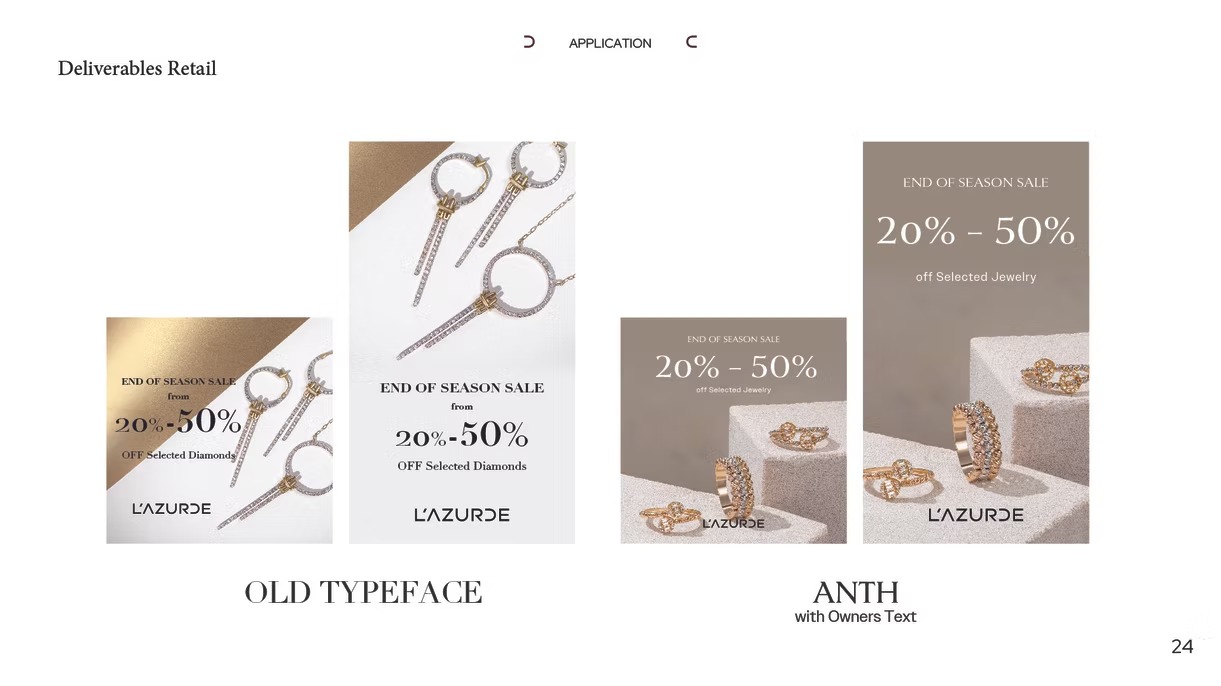 APPLICATION
Deliverables Retail
END OF SEASON SALE
from
20%-50%
OFF Selected Diamonds
L'AZURDE
END OF SEASON SALE
from
20%-50%
OFF Selected Diamonds
L'AZURDE
OLD TYPEFACE
END OF SEASON SALE
20% – 50%
off Selected Jewelry
L'AZURDE
END OF SEASON SALE
20% – 50%
off Selected Jewelry
L'AZURDE
ANTH
with Owners Text
24